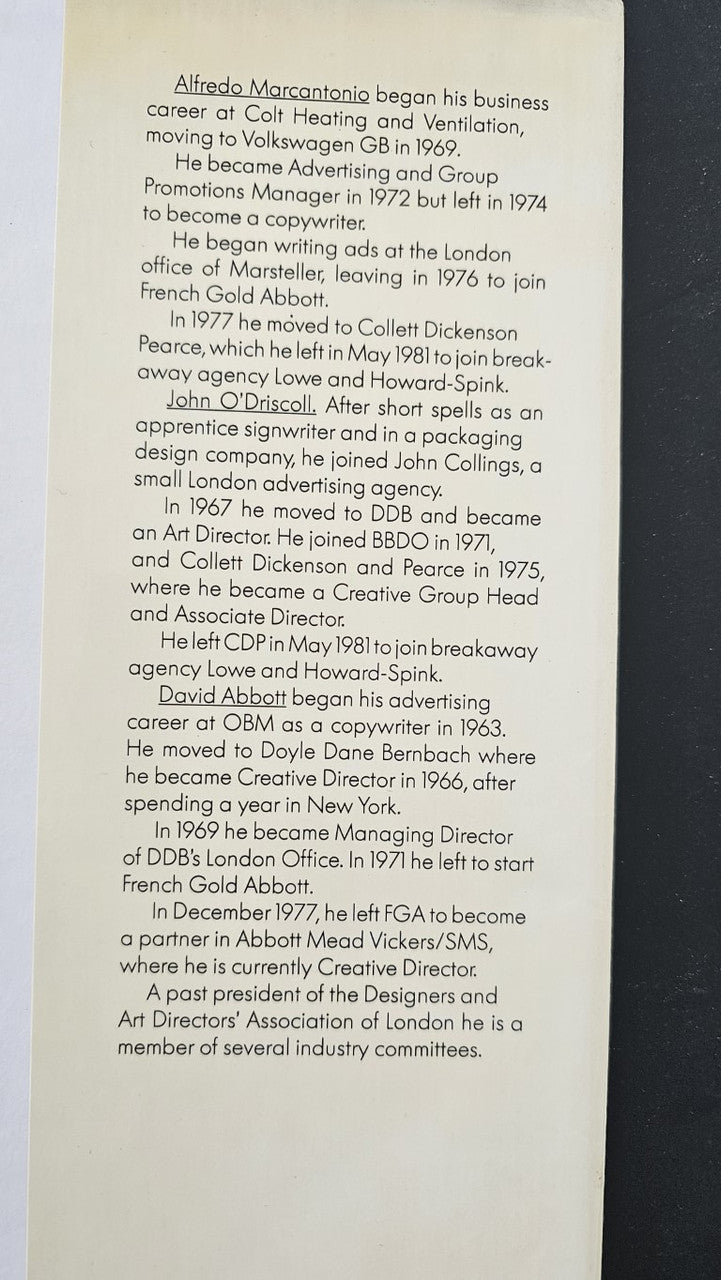 Alfredo Marcantonio began his business
career at Colt Heating and Ventilation,
moving to Volkswagen GB in 1969.
He became Advertising and Group
Promotions Manager in 1972 but left in 1974
to become a copywriter.
He began writing ads at the London
office of Marsteller, leaving in 1976 to join
French Gold Abbott.
In 1977 he moved to Collett Dickenson
Pearce, which he left in May 1981 to join break-
away agency Lowe and Howard-Spink.
John O'Driscoll. After short spells as an
apprentice signwriter and in a packaging
design company, he joined John Collings, a
small London advertising agency.
In 1967 he moved to DDB and became
an Art Director. He joined BBDO in 1971,
and Collett Dickenson and Pearce in 1975,
where he became a Creative Group Head
and Associate Director.
He left CDP in May 1981 to join breakaway
agency Lowe and Howard-Spink.
David Abbott began his advertising
career at OBM as a copywriter in 1963.
He moved to Doyle Dane Bernbach where
he became Creative Director in 1966, after
spending a year in New York.
In 1969 he became Managing Director
of DDB's London Office. In 1971 he left to start
French Gold Abbott.
In December 1977, he left FGA to become
a partner in Abbott Mead Vickers/SMS,
where he is currently Creative Director.
A past president of the Designers and
Art Directors' Association of London he is a
member of several industry committees.